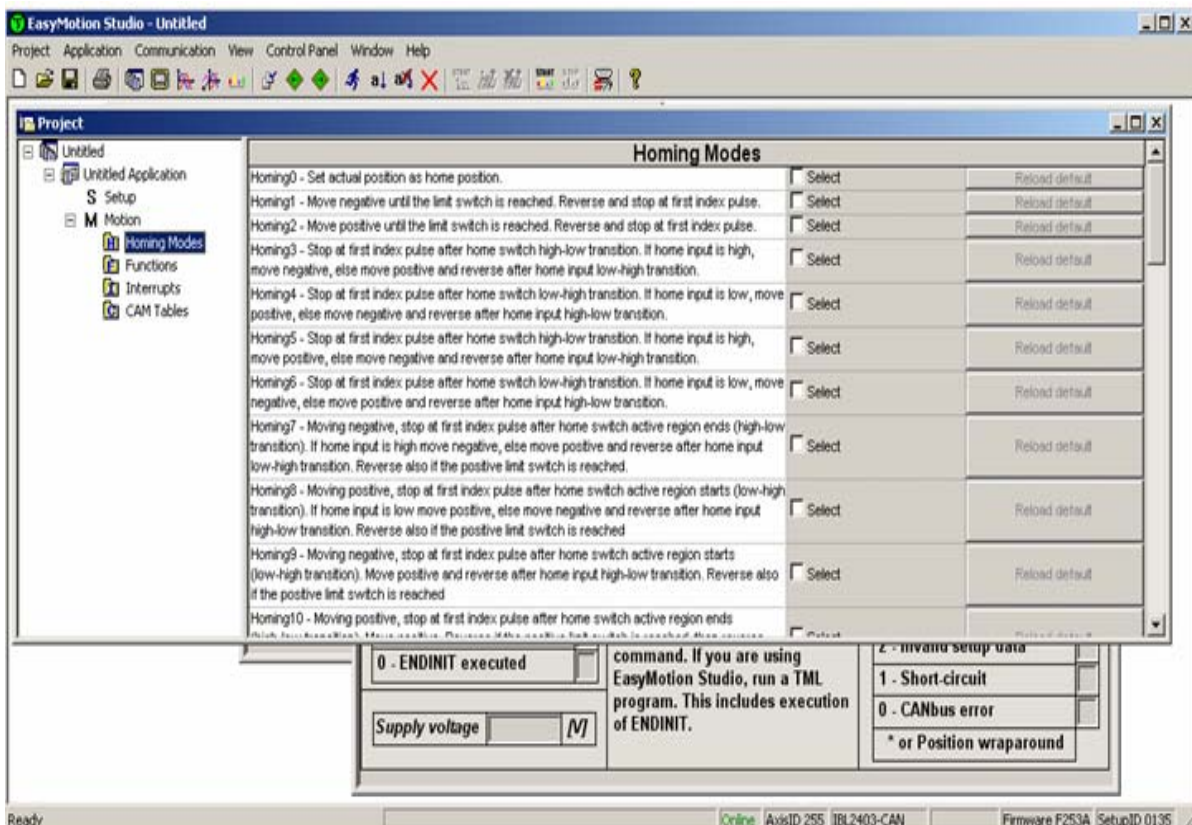 EasyMotion Studio - Untitled
Project Application Communication View Control Panel Window Help
Project
Untitled
Untitled Application
S Setup
M Motion
Homing Modes
Functions
Interrupts
CAM Tables
Homing Modes
Homing0 - Set actual position as home position.
Select
Reload default
Homing1 - Move negative until the limit switch is reached. Reverse and stop at first index pulse.
Select
Reload default
Homing2 - Move positive until the limit switch is reached. Reverse and stop at first index pulse.
Select
Reload default
Homing3 - Stop at first index pulse after home switch high-low transition. If home input is high,
move negative, else move positive and reverse after home input low-high transition.
Select
Reload default
Homing4 - Stop at first index pulse after home switch low-high transition. If home input is low, move
positive, else move negative and reverse after home input high-low transition.
Select
Reload default
Homing5 - Stop at first index pulse after home switch high-low transition. If home input is high,
move positive, else move negative and reverse after home input low-high transition.
Select
Reload default
Homing6 - Stop at first index pulse after home switch low-high transition. If home input is low, move
negative, else move positive and reverse after home input high-low transition.
Select
Reload default
Homing7 - Moving negative, stop at first index pulse after home switch active region ends (high-low
transition). If home input is high move negative, else move positive and reverse after home input
low-high transition. Reverse also if the positive limit switch is reached.
Select
Reload default
Homing8 - Moving positive, stop at first index pulse after home switch active region starts (low-high
transition). If home input is low move positive, else move negative and reverse after home input
high-low transition. Reverse also if the positive limit switch is reached
Select
Reload default
Homing9 - Moving negative, stop at first index pulse after home switch active region starts
(low-high transition). Move positive and reverse after home input high-low transition. Reverse also
if the positive limit switch is reached
Select
Reload default
Homing10 - Moving positive, stop at first index pulse after home switch active region ends
0 - ENDINIT executed
Supply voltage [V]
command. If you are using
EasyMotion Studio, run a TML
program. This includes execution
of ENDINIT.
2 - Invalid setup data
1 - Short-circuit
0 - CANbus error
* or Position wraparound
Ready
Online AxisID 255 IBL2403-CAN Firmware F253A SetupID 0135